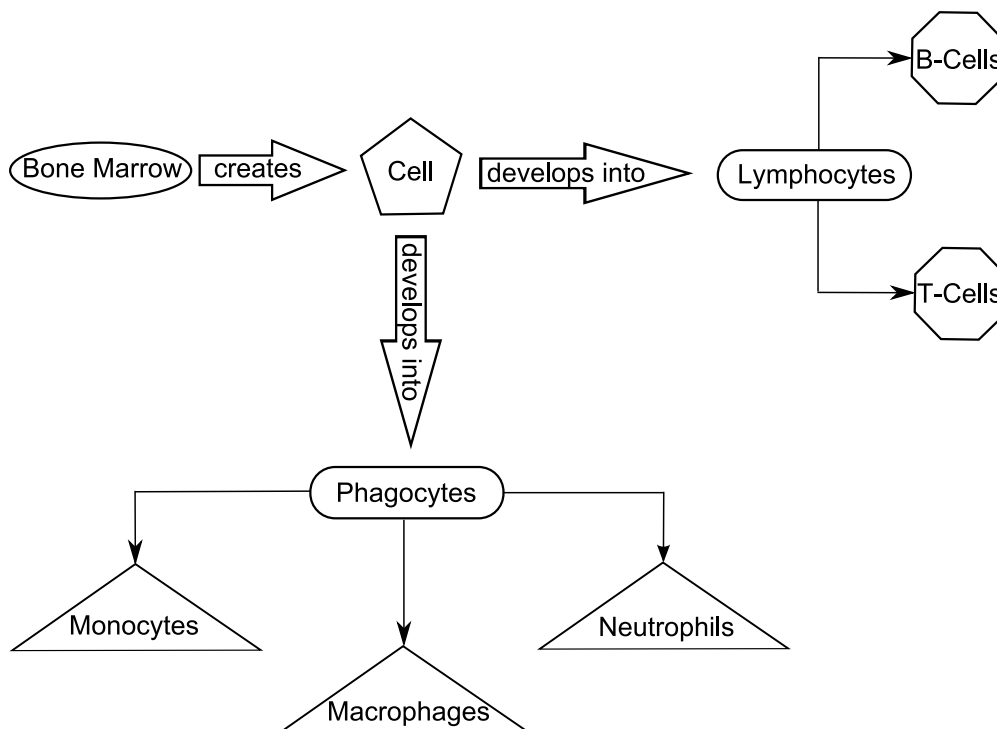 B-Cells
Bone Marrow
creates
Cell
develops into
Lymphocytes
T-Cells
develops into
Phagocytes
Monocytes
Neutrophils
Macrophages